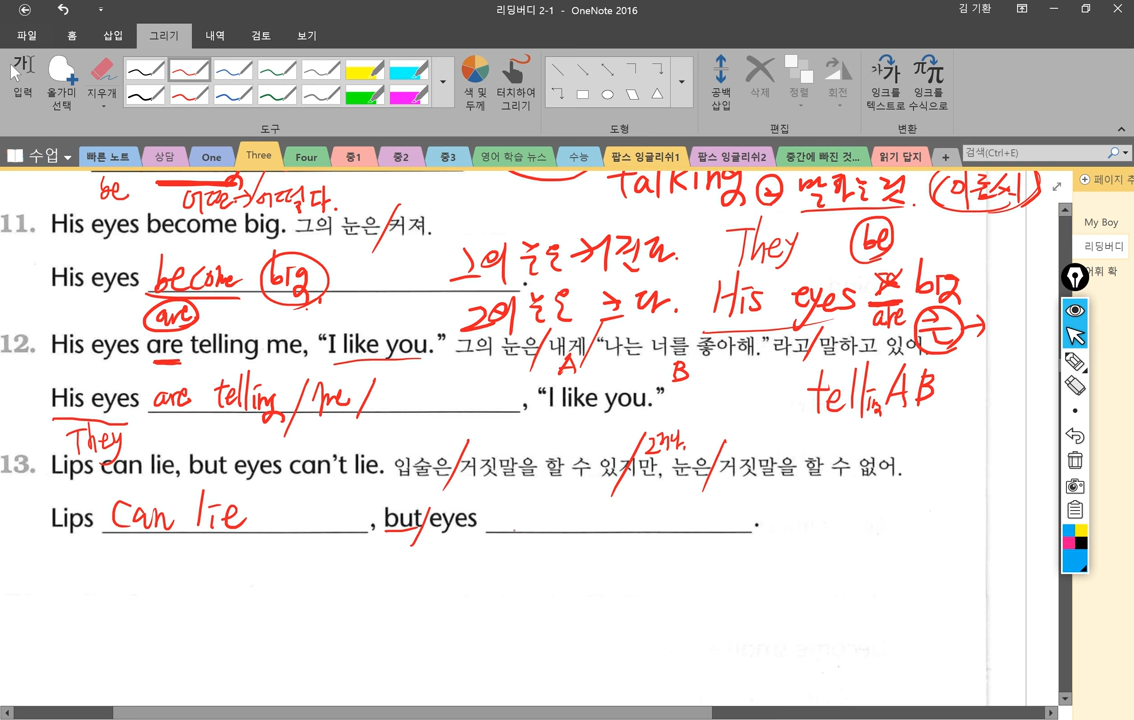 리딩버디 2-1 - OneNote 2016
김 기환
파일 홈 삽입 그리기 내역 검토 보기
입력 올가미 선택 지우개 색 및 두께 터치하여 그리기 공백 삽입 삭제 정렬 회전 잉크를 텍스트로 잉크를 수식으로
도구 도형 편집 변환
수업 빠른 노트 상담 One Three Four 중1 중2 중3 영어 학습 뉴스 수능 팝스 잉글리쉬1 팝스 잉글리쉬2 중간에 빠진 것... 읽기 답지 + 검색(Ctrl+E)
페이지 추
My Boy
리딩버디
어휘 확
be
talking ② 말하는 것.
11. His eyes become big. 그의 눈은/커져.
They be
그의 눈은 커진다.
His eyes become big.
are
그의 눈은 크다. His eyes are big
12. His eyes are telling me, “I like you.” 그의 눈은/내게/“나는 너를 좋아해.”라고/말하고 있어.
A B
His eyes are telling/me/, “I like you.”
telling A B
They
13. Lips can lie, but eyes can’t lie. 입술은/거짓말을 할 수 있지만, 눈은/거짓말을 할 수 없어.
Lips can lie, but/eyes .